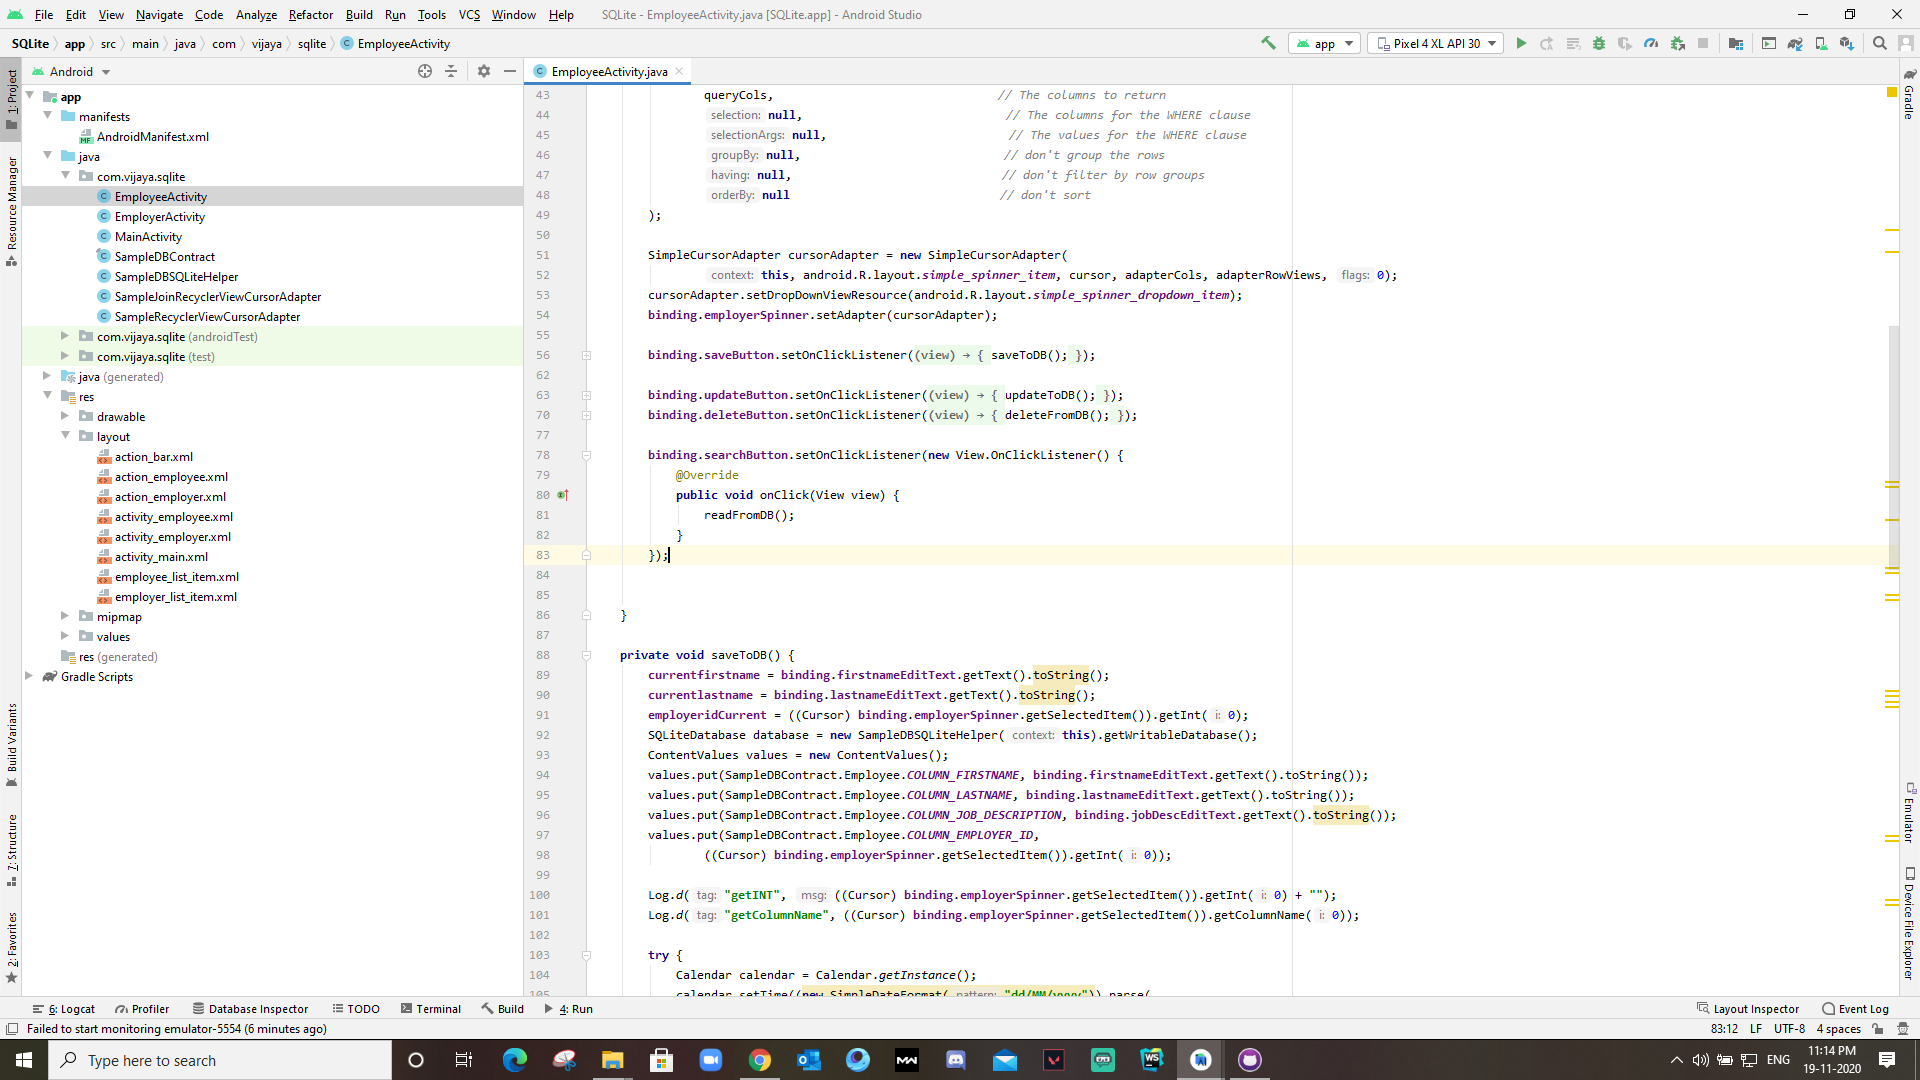 File Edit View Navigate Code Analyze Refactor Build Run Tools VCS Window Help SQLite - EmployeeActivity.java [SQLite.app] - Android Studio
SQLite app src main java com vijaya sqlite EmployeeActivity app Pixel 4 XL API 30
Android
EmployeeActivity.java
1: Project
Resource Manager
Build Variants
7: Structure
2: Favorites
app
manifests
AndroidManifest.xml
java
com.vijaya.sqlite
EmployeeActivity
EmployerActivity
MainActivity
SampleDBContract
SampleDBSQLiteHelper
SampleJoinRecyclerViewCursorAdapter
SampleRecyclerViewCursorAdapter
com.vijaya.sqlite (androidTest)
com.vijaya.sqlite (test)
java (generated)
res
drawable
layout
action_bar.xml
action_employee.xml
action_employer.xml
activity_employee.xml
activity_employer.xml
activity_main.xml
employee_list_item.xml
employer_list_item.xml
mipmap
values
res (generated)
Gradle Scripts
43 queryCols, // The columns to return
44 selection: null, // The columns for the WHERE clause
45 selectionArgs: null, // The values for the WHERE clause
46 groupBy: null, // don't group the rows
47 having: null, // don't filter by row groups
48 orderBy: null // don't sort
49 );
50
51 SimpleCursorAdapter cursorAdapter = new SimpleCursorAdapter(
52 context: this, android.R.layout.simple_spinner_item, cursor, adapterCols, adapterRowViews, flags: 0);
53 cursorAdapter.setDropDownViewResource(android.R.layout.simple_spinner_dropdown_item);
54 binding.employerSpinner.setAdapter(cursorAdapter);
55
56 binding.saveButton.setOnClickListener((view) → { saveToDB(); });
62
63 binding.updateButton.setOnClickListener((view) → { updateToDB(); });
70 binding.deleteButton.setOnClickListener((view) → { deleteFromDB(); });
77
78 binding.searchButton.setOnClickListener(new View.OnClickListener() {
79 @Override
80 public void onClick(View view) {
81 readFromDB();
82 }
83 });
84
85
86 }
87
88 private void saveToDB() {
89 currentfirstname = binding.firstnameEditText.getText().toString();
90 currentlastname = binding.lastnameEditText.getText().toString();
91 employeridCurrent = ((Cursor) binding.employerSpinner.getSelectedItem()).getInt( i: 0);
92 SQLiteDatabase database = new SampleDBSQLiteHelper( context: this).getWritableDatabase();
93 ContentValues values = new ContentValues();
94 values.put(SampleDBContract.Employee.COLUMN_FIRSTNAME, binding.firstnameEditText.getText().toString());
95 values.put(SampleDBContract.Employee.COLUMN_LASTNAME, binding.lastnameEditText.getText().toString());
96 values.put(SampleDBContract.Employee.COLUMN_JOB_DESCRIPTION, binding.jobDescEditText.getText().toString());
97 values.put(SampleDBContract.Employee.COLUMN_EMPLOYER_ID,
98 ((Cursor) binding.employerSpinner.getSelectedItem()).getInt( i: 0));
99
100 Log.d( tag: "getINT", msg: ((Cursor) binding.employerSpinner.getSelectedItem()).getInt( i: 0) + "");
101 Log.d( tag: "getColumnName", ((Cursor) binding.employerSpinner.getSelectedItem()).getColumnName( i: 0));
102
103 try {
104 Calendar calendar = Calendar.getInstance();
105 calendar.setTime((new SimpleDateFormat( pattern: "dd/MM/yyyy")).parse(
Gradle
Emulator
Device File Explorer
6: Logcat Profiler Database Inspector TODO Terminal Build 4: Run Layout Inspector Event Log
Failed to start monitoring emulator-5554 (6 minutes ago) 83:12 LF UTF-8 4 spaces
Type here to search
ENG
11:14 PM
19-11-2020